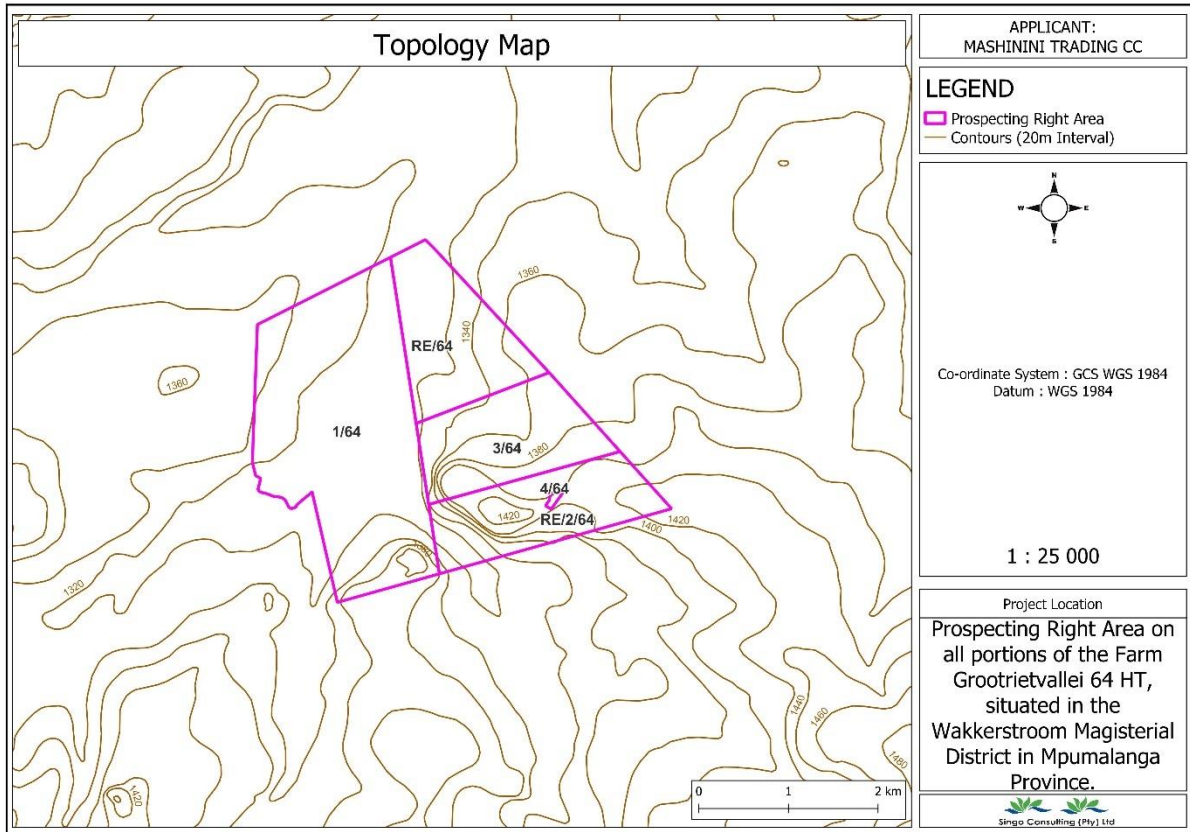 Topology Map
1360
1340
1360
RE/64
1/64
3/64
1380
4/64
1420
RE/2/64
1420
1400
1380
1320
1440
1460
1480
1420
0 1 2 km
APPLICANT:
MASHININI TRADING CC
LEGEND
Prospecting Right Area
Contours (20m Interval)
N
W E
S
Co-ordinate System : GCS WGS 1984
Datum : WGS 1984
1 : 25 000
Project Location
Prospecting Right Area on
all portions of the Farm
Grootrietvallei 64 HT,
situated in the
Wakkerstroom Magisterial
District in Mpumalanga
Province.
Singo Consulting (Pty) Ltd